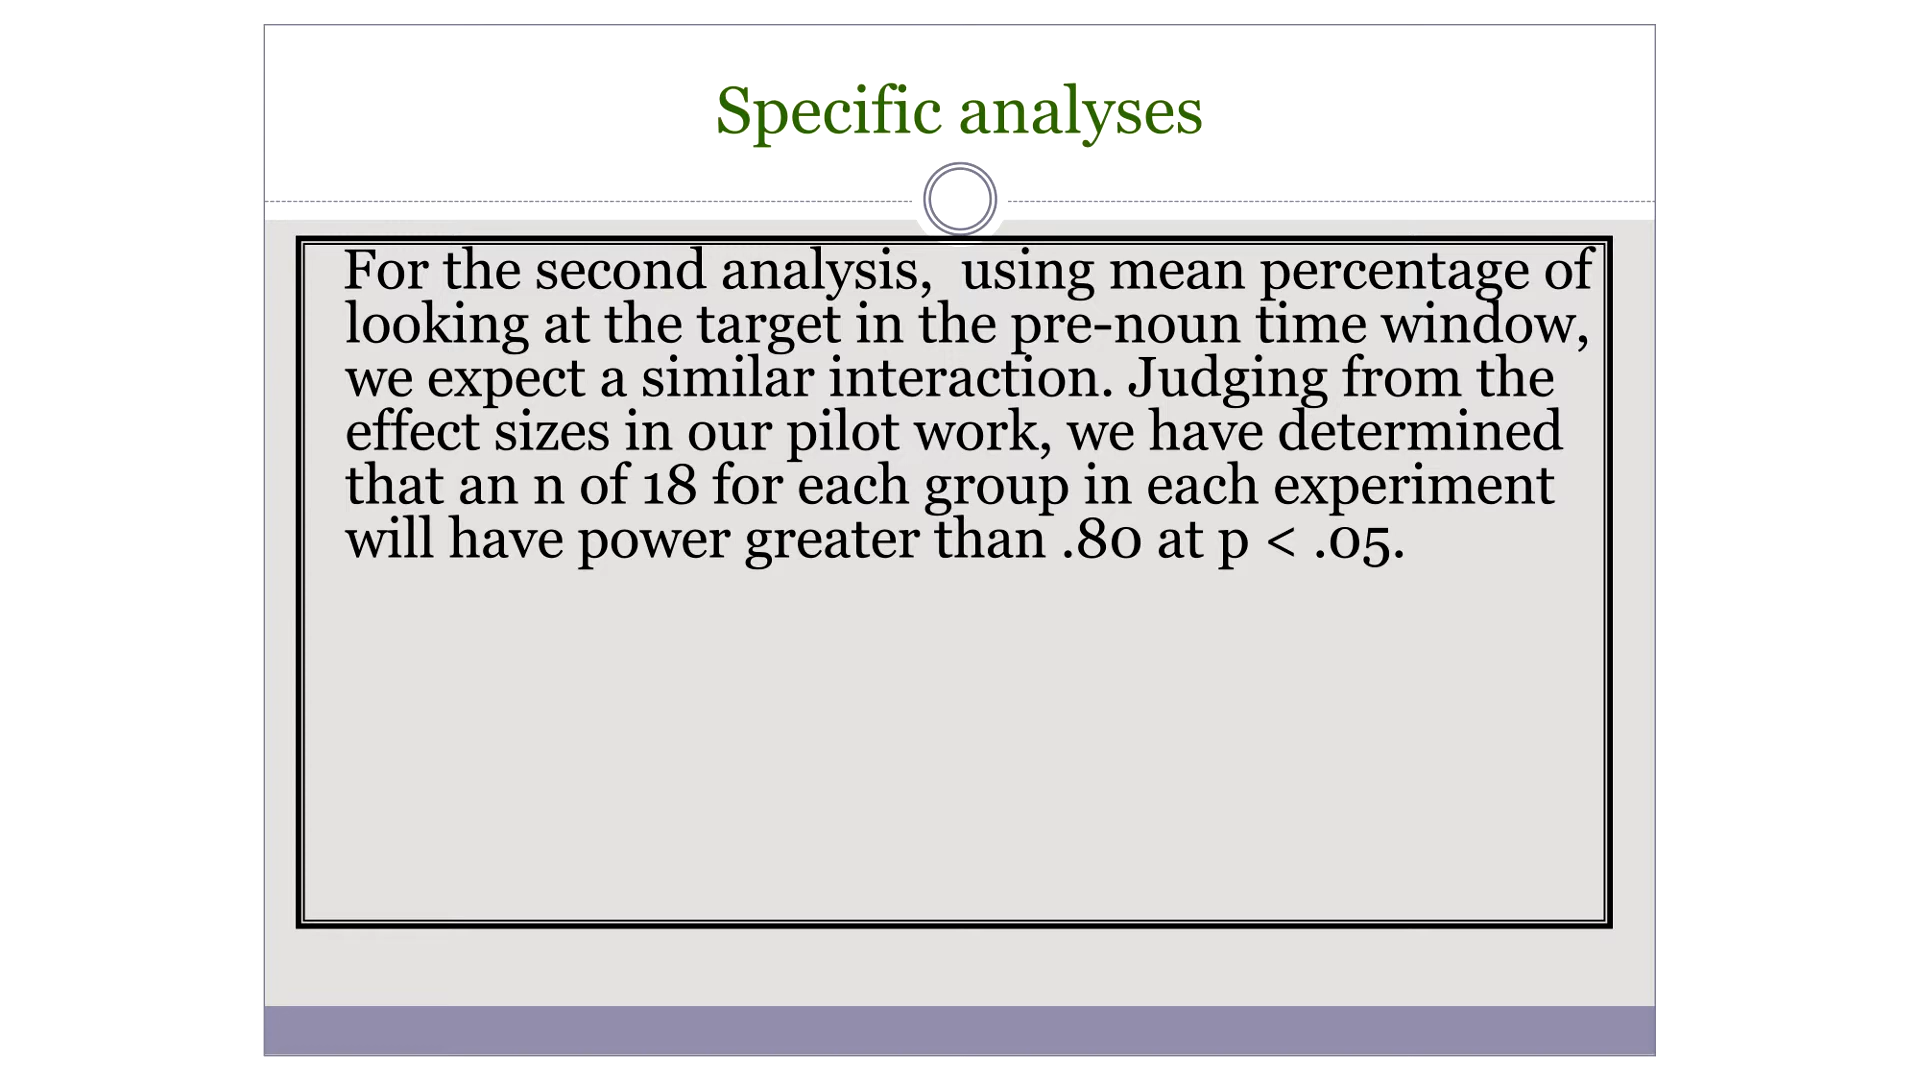 Specific analyses
For the second analysis,  using mean percentage of
looking at the target in the pre-noun time window,
we expect a similar interaction. Judging from the
effect sizes in our pilot work, we have determined
that an n of 18 for each group in each experiment
will have power greater than .80 at p < .05.